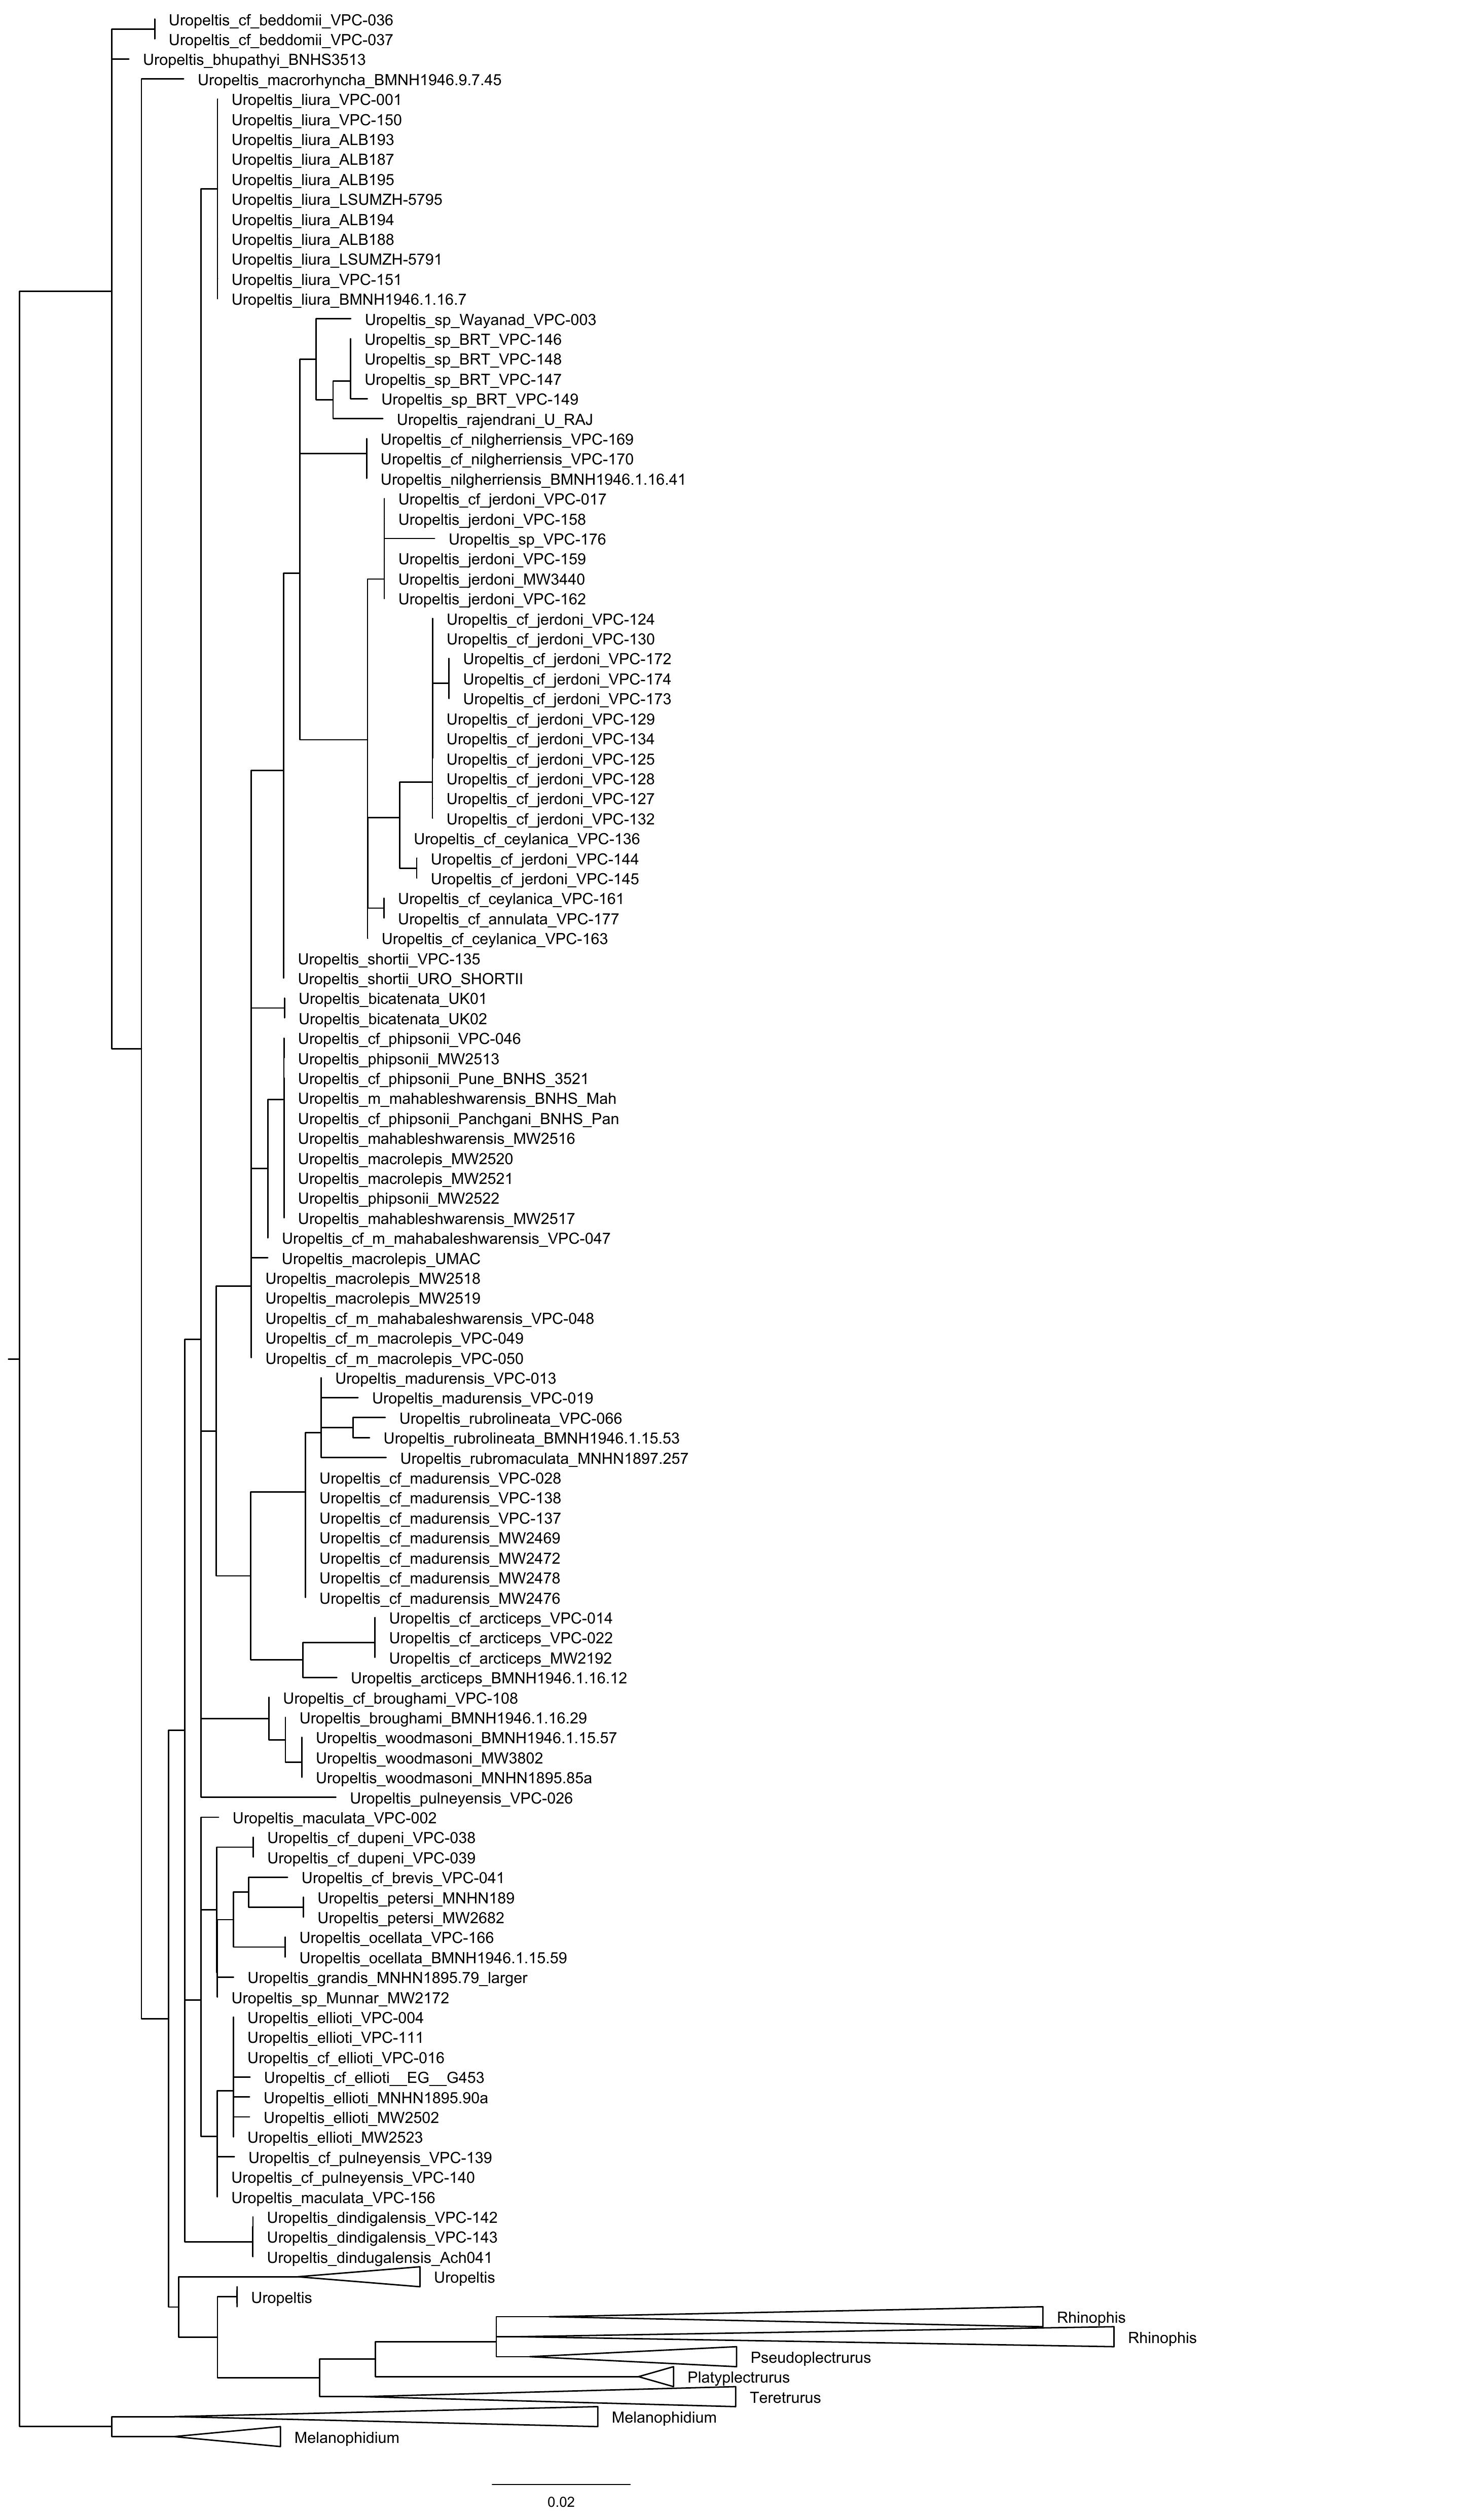 Uropeltis_cf_beddomii_VPC-036
Uropeltis_cf_beddomii_VPC-037
Uropeltis_bhupathyi_BNHS3513
Uropeltis_macrorhyncha_BMNH1946.9.7.45
Uropeltis_liura_VPC-001
Uropeltis_liura_VPC-150
Uropeltis_liura_ALB193
Uropeltis_liura_ALB187
Uropeltis_liura_ALB195
Uropeltis_liura_LSUMZH-5795
Uropeltis_liura_ALB194
Uropeltis_liura_ALB188
Uropeltis_liura_LSUMZH-5791
Uropeltis_liura_VPC-151
Uropeltis_liura_BMNH1946.1.16.7
Uropeltis_sp_Wayanad_VPC-003
Uropeltis_sp_BRT_VPC-146
Uropeltis_sp_BRT_VPC-148
Uropeltis_sp_BRT_VPC-147
Uropeltis_sp_BRT_VPC-149
Uropeltis_rajendrani_U_RAJ
Uropeltis_cf_nilgherriensis_VPC-169
Uropeltis_cf_nilgherriensis_VPC-170
Uropeltis_nilgherriensis_BMNH1946.1.16.41
Uropeltis_cf_jerdoni_VPC-017
Uropeltis_jerdoni_VPC-158
Uropeltis_sp_VPC-176
Uropeltis_jerdoni_VPC-159
Uropeltis_jerdoni_MW3440
Uropeltis_jerdoni_VPC-162
Uropeltis_cf_jerdoni_VPC-124
Uropeltis_cf_jerdoni_VPC-130
Uropeltis_cf_jerdoni_VPC-172
Uropeltis_cf_jerdoni_VPC-174
Uropeltis_cf_jerdoni_VPC-173
Uropeltis_cf_jerdoni_VPC-129
Uropeltis_cf_jerdoni_VPC-134
Uropeltis_cf_jerdoni_VPC-125
Uropeltis_cf_jerdoni_VPC-128
Uropeltis_cf_jerdoni_VPC-127
Uropeltis_cf_jerdoni_VPC-132
Uropeltis_cf_ceylanica_VPC-136
Uropeltis_cf_jerdoni_VPC-144
Uropeltis_cf_jerdoni_VPC-145
Uropeltis_cf_ceylanica_VPC-161
Uropeltis_cf_annulata_VPC-177
Uropeltis_cf_ceylanica_VPC-163
Uropeltis_shortii_VPC-135
Uropeltis_shortii_URO_SHORTII
Uropeltis_bicatenata_UK01
Uropeltis_bicatenata_UK02
Uropeltis_cf_phipsonii_VPC-046
Uropeltis_phipsonii_MW2513
Uropeltis_cf_phipsonii_Pune_BNHS_3521
Uropeltis_m_mahableshwarensis_BNHS_Mah
Uropeltis_cf_phipsonii_Panchgani_BNHS_Pan
Uropeltis_mahableshwarensis_MW2516
Uropeltis_macrolepis_MW2520
Uropeltis_macrolepis_MW2521
Uropeltis_phipsonii_MW2522
Uropeltis_mahableshwarensis_MW2517
Uropeltis_cf_m_mahabaleshwarensis_VPC-047
Uropeltis_macrolepis_UMAC
Uropeltis_macrolepis_MW2518
Uropeltis_macrolepis_MW2519
Uropeltis_cf_m_mahabaleshwarensis_VPC-048
Uropeltis_cf_m_macrolepis_VPC-049
Uropeltis_cf_m_macrolepis_VPC-050
Uropeltis_madurensis_VPC-013
Uropeltis_madurensis_VPC-019
Uropeltis_rubrolineata_VPC-066
Uropeltis_rubrolineata_BMNH1946.1.15.53
Uropeltis_rubromaculata_MNHN1897.257
Uropeltis_cf_madurensis_VPC-028
Uropeltis_cf_madurensis_VPC-138
Uropeltis_cf_madurensis_VPC-137
Uropeltis_cf_madurensis_MW2469
Uropeltis_cf_madurensis_MW2472
Uropeltis_cf_madurensis_MW2478
Uropeltis_cf_madurensis_MW2476
Uropeltis_cf_arcticeps_VPC-014
Uropeltis_cf_arcticeps_VPC-022
Uropeltis_cf_arcticeps_MW2192
Uropeltis_arcticeps_BMNH1946.1.16.12
Uropeltis_cf_broughami_VPC-108
Uropeltis_broughami_BMNH1946.1.16.29
Uropeltis_woodmasoni_BMNH1946.1.15.57
Uropeltis_woodmasoni_MW3802
Uropeltis_woodmasoni_MNHN1895.85a
Uropeltis_pulneyensis_VPC-026
Uropeltis_maculata_VPC-002
Uropeltis_cf_dupeni_VPC-038
Uropeltis_cf_dupeni_VPC-039
Uropeltis_cf_brevis_VPC-041
Uropeltis_petersi_MNHN189
Uropeltis_petersi_MW2682
Uropeltis_ocellata_VPC-166
Uropeltis_ocellata_BMNH1946.1.15.59
Uropeltis_grandis_MNHN1895.79_larger
Uropeltis_sp_Munnar_MW2172
Uropeltis_ellioti_VPC-004
Uropeltis_ellioti_VPC-111
Uropeltis_cf_ellioti_VPC-016
Uropeltis_cf_ellioti__EG__G453
Uropeltis_ellioti_MNHN1895.90a
Uropeltis_ellioti_MW2502
Uropeltis_ellioti_MW2523
Uropeltis_cf_pulneyensis_VPC-139
Uropeltis_cf_pulneyensis_VPC-140
Uropeltis_maculata_VPC-156
Uropeltis_dindigalensis_VPC-142
Uropeltis_dindigalensis_VPC-143
Uropeltis_dindugalensis_Ach041
Uropeltis
Uropeltis
Rhinophis
Rhinophis
Pseudoplectrurus
Platyplectrurus
Teretrurus
Melanophidium
Melanophidium
0.02